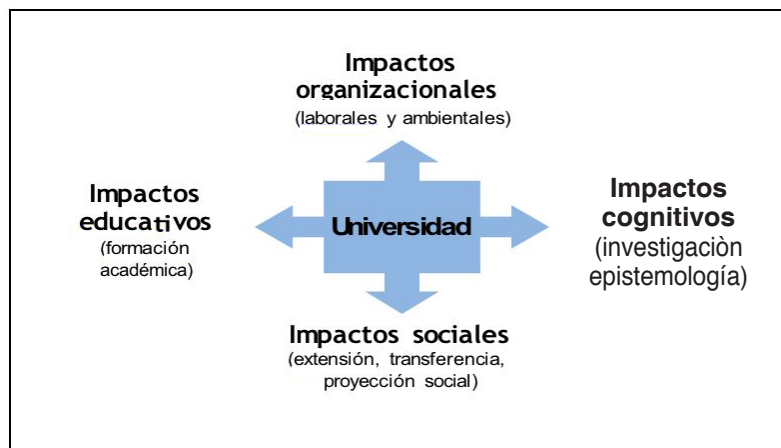 Impactos
organizacionales
(laborales y ambientales)
Impactos
educativos
(formación
académica)
Universidad
Impactos
cognitivos
(investigaciòn
epistemología)
Impactos sociales
(extensión, transferencia,
proyección social)